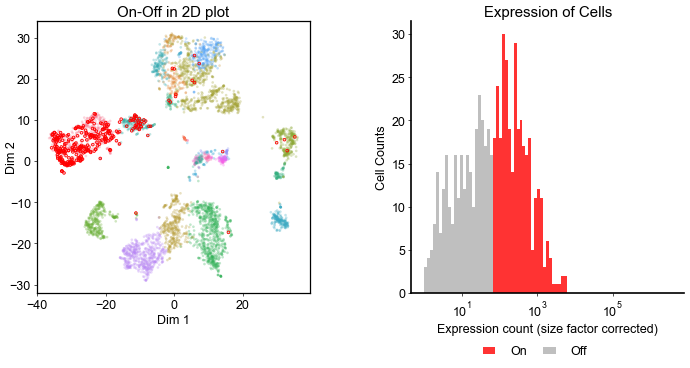 On-Off in 2D plot
Expression of Cells
30
20
10
0
−10
−20
−30
Dim 2
−40
−20
0
20
Dim 1
30
25
20
15
10
5
0
Cell Counts
10^1
10^3
10^5
Expression count (size factor corrected)
On
Off